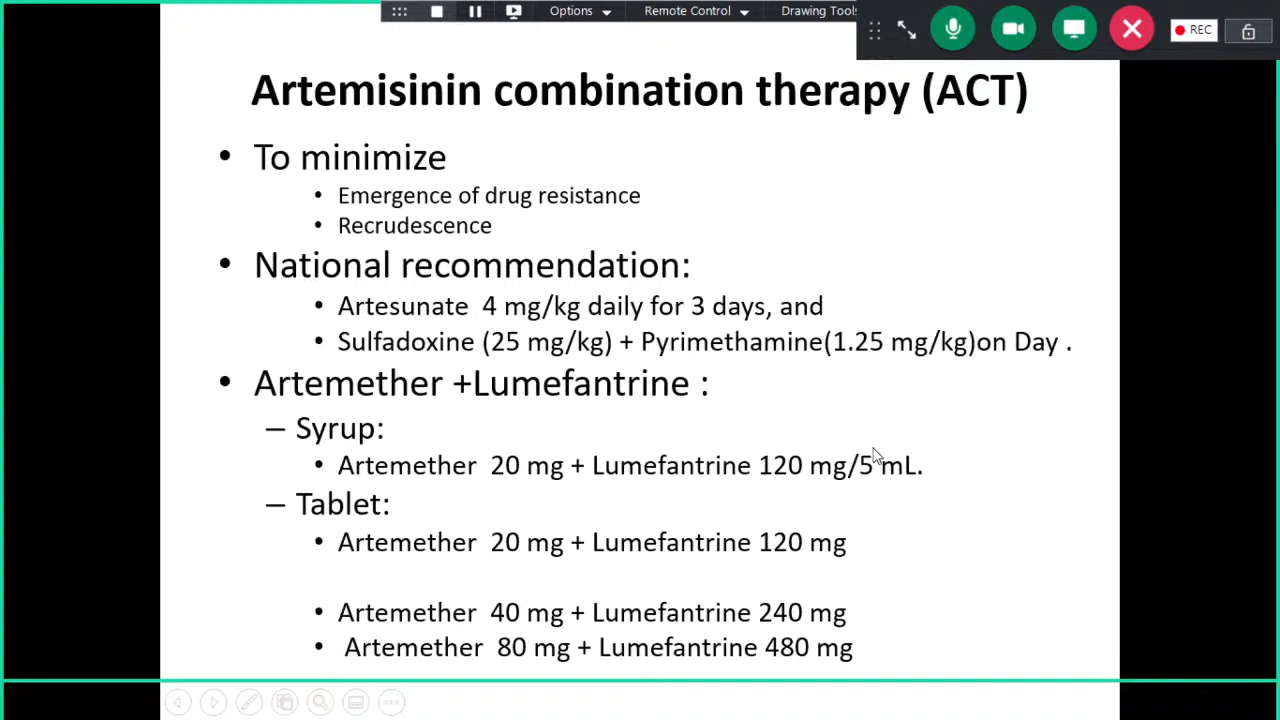 Options
Remote Control
Drawing Tools
REC
Artemisinin combination therapy (ACT)
• To minimize
• Emergence of drug resistance
• Recrudescence
• National recommendation:
• Artesunate 4 mg/kg daily for 3 days, and
• Sulfadoxine (25 mg/kg) + Pyrimethamine(1.25 mg/kg)on Day .
• Artemether +Lumefantrine :
– Syrup:
• Artemether 20 mg + Lumefantrine 120 mg/5 mL.
– Tablet:
• Artemether 20 mg + Lumefantrine 120 mg
• Artemether 40 mg + Lumefantrine 240 mg
• Artemether 80 mg + Lumefantrine 480 mg